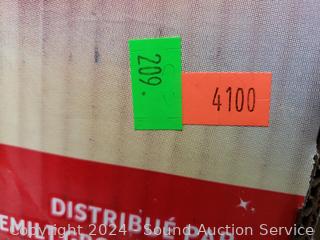 209.
4100
DISTRIBUÉ PAR
Copyright 2024 - Sound Auction Service